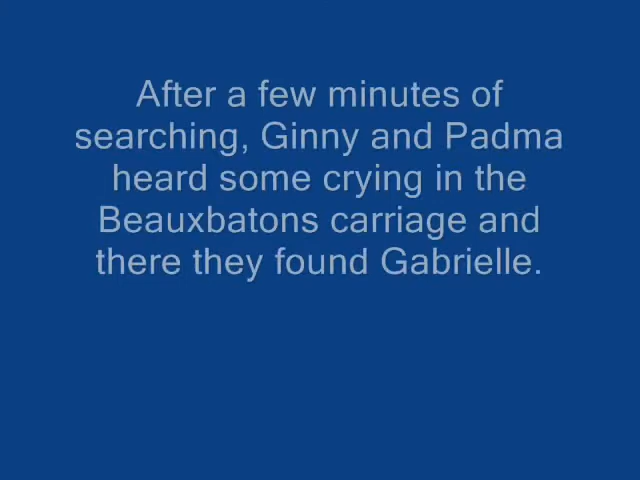 After a few minutes of
searching, Ginny and Padma
heard some crying in the
Beauxbatons carriage and
there they found Gabrielle.